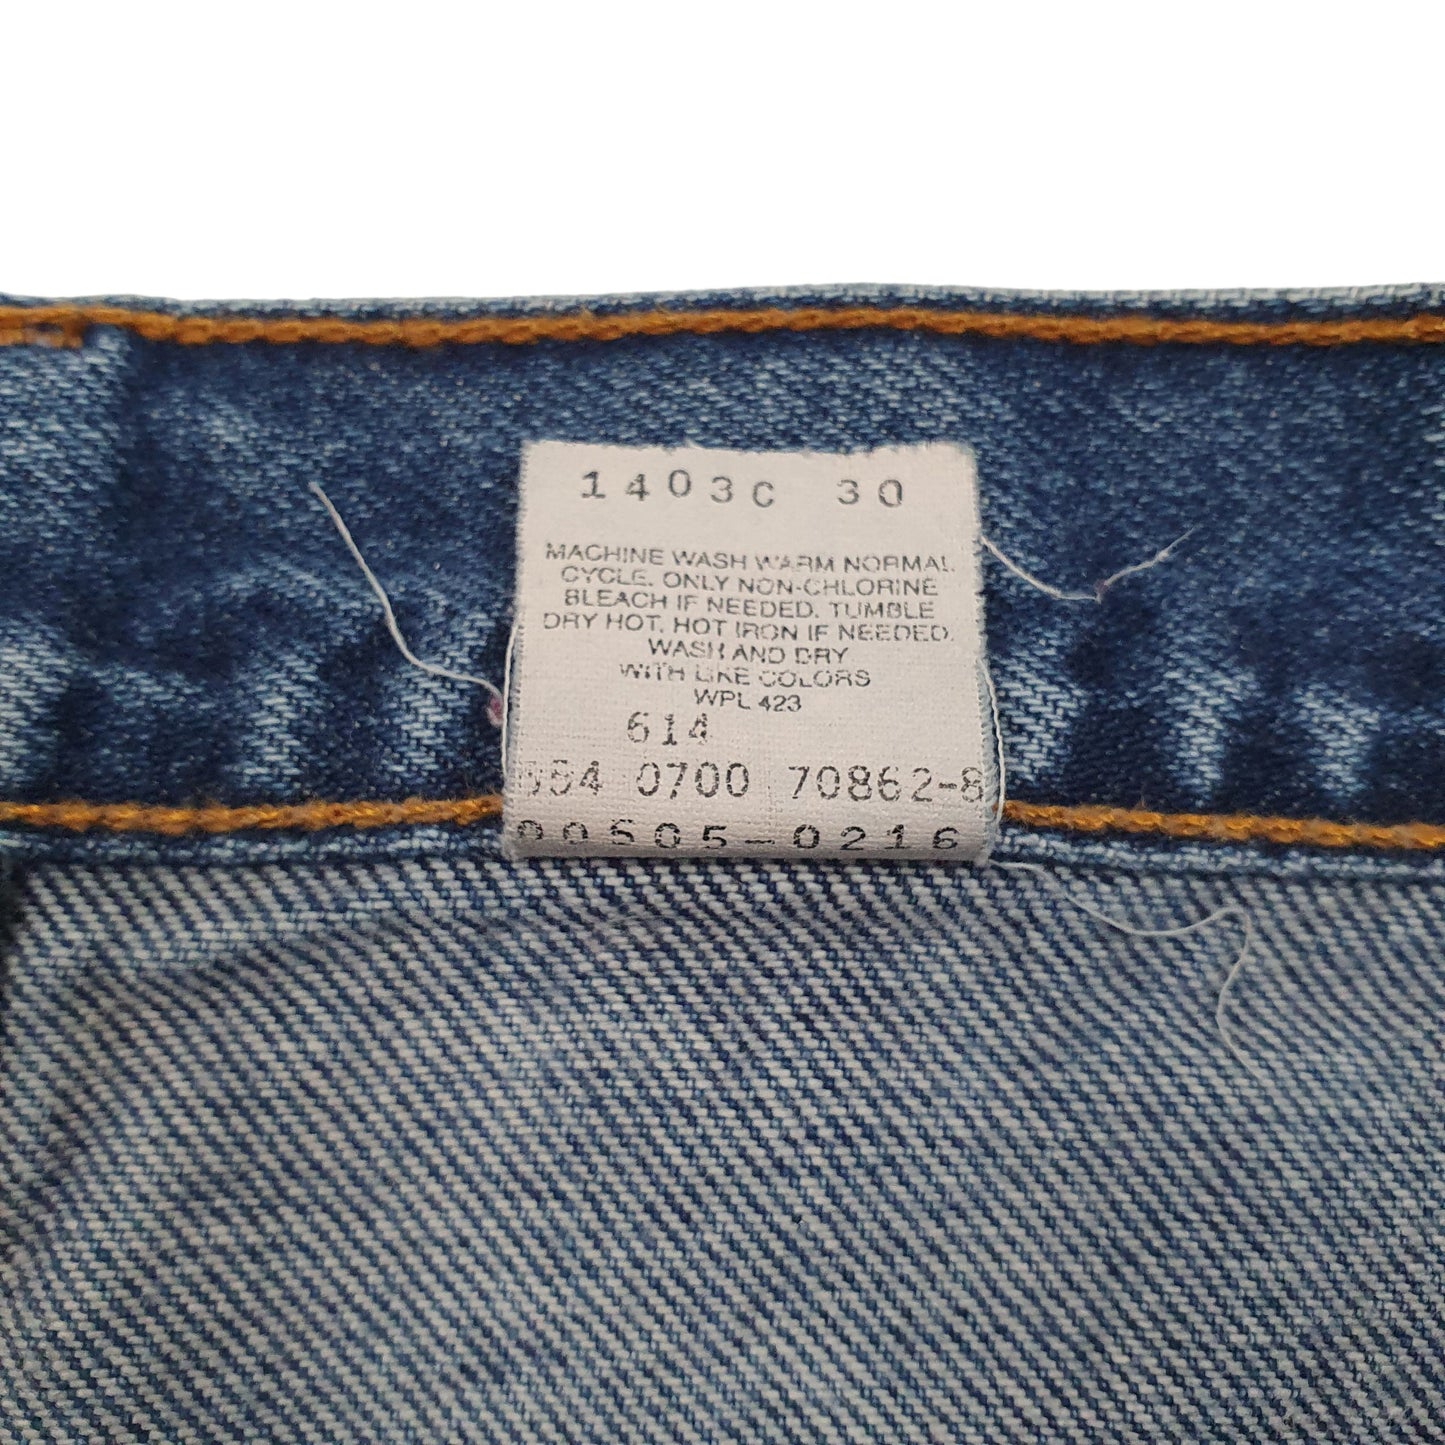 1403C 30
MACHINE WASH WARM NORMAL
CYCLE. ONLY NON-CHLORINE
BLEACH IF NEEDED. TUMBLE
DRY HOT. HOT IRON IF NEEDED.
WASH AND DRY
WITH LIKE COLORS
WPL 423
614
554 0700 70862-8
00505-0216